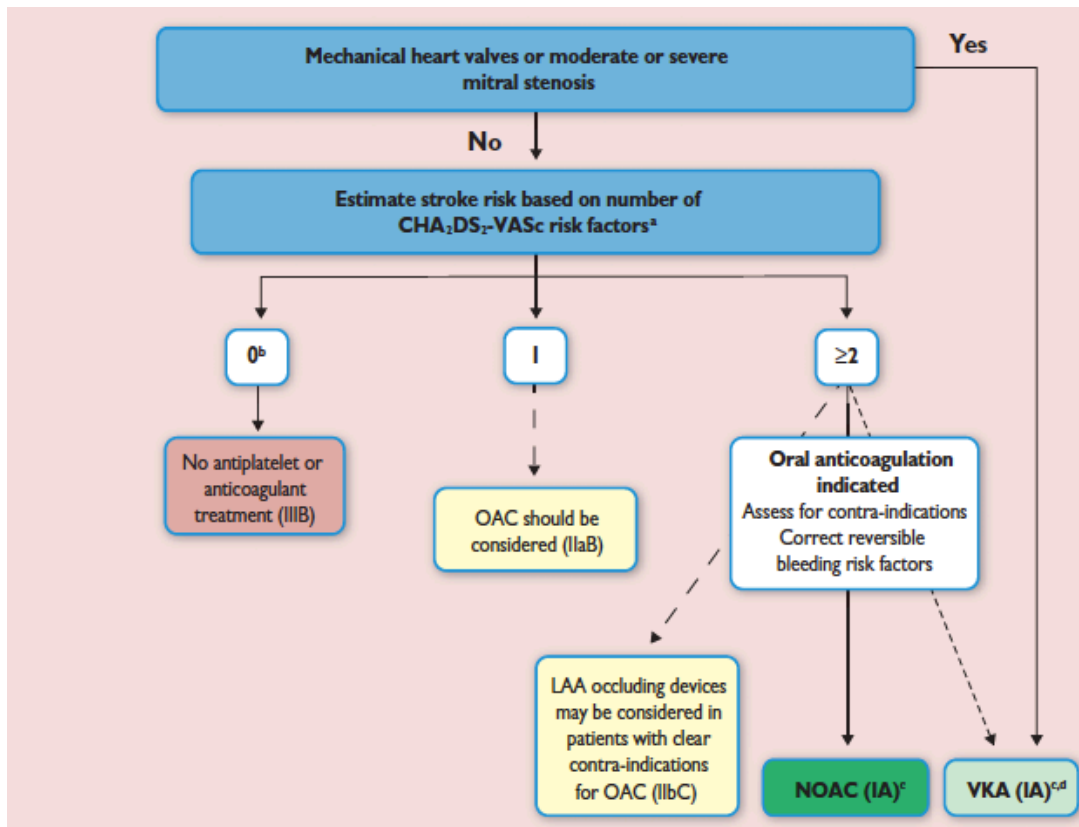 Mechanical heart valves or moderate or severe
mitral stenosis
Yes
No
Estimate stroke risk based on number of
CHA₂DS₂-VASc risk factorsᵃ
0ᵇ
1
≥2
No antiplatelet or
anticoagulant
treatment (IIIB)
OAC should be
considered (IIaB)
Oral anticoagulation
indicated
Assess for contra-indications
Correct reversible
bleeding risk factors
LAA occluding devices
may be considered in
patients with clear
contra-indications
for OAC (IIbC)
NOAC (IA)ᶜ
VKA (IA)ᶜ,ᵈ